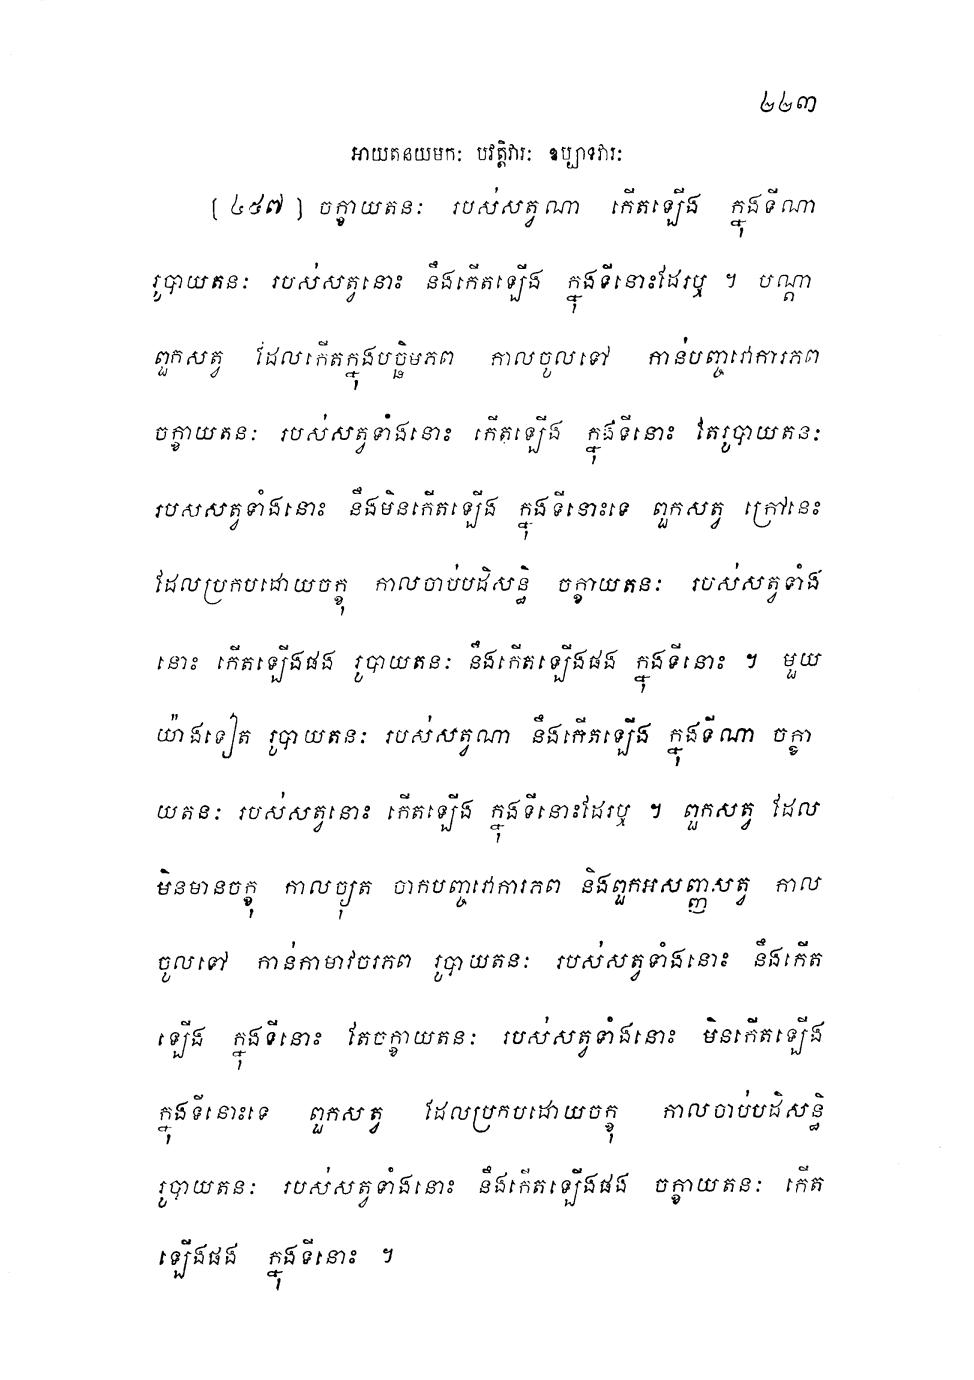 ២២៣
អាយតនយមកៈ បវត្តិវារៈ ឧប្បាទវារៈ
[ ៤៥៧ ] ចក្ខាយតនៈ របស់សត្វណា កើតឡើង ក្នុងទីណា
រូបាយតនៈ របស់សត្វនោះ នឹងកើតឡើង ក្នុងទីនោះដែរឬ ។ បណ្តា
ពួកសត្វ ដែលកើតក្នុងបច្ឆិមភព កាលចូលទៅ កាន់បញ្ចវោការភព
ចក្ខាយតនៈ របស់សត្វទាំងនោះ កើតឡើង ក្នុងទីនោះ តែរូបាយតនៈ
របសសត្វទាំងនោះ នឹងមិនកើតឡើង ក្នុងទីនោះទេ ពួកសត្វ ក្រៅនេះ
ដែលប្រកបដោយចក្ខុ កាលចាប់បដិសន្ធិ ចក្ខាយតនៈ របស់សត្វទាំង
នោះ កើតឡើងផង រូបាយតនៈ នឹងកើតឡើងផង ក្នុងទីនោះ ។ មួយ
យ៉ាងទៀត រូបាយតនៈ របស់សត្វណា នឹងកើតឡើង ក្នុងទីណា ចក្ខា
យតនៈ របស់សត្វនោះ កើតឡើង ក្នុងទីនោះដែរឬ ។ ពួកសត្វ ដែល
មិនមានចក្ខុ កាលច្យុត ចាកបញ្ចវោការភព និងពួកអសញ្ញសត្វ កាល
ចូលទៅ កាន់កាមាវចរភព រូបាយតនៈ របស់សត្វទាំងនោះ នឹងកើត
ឡើង ក្នុងទីនោះ តែចក្ខាយតនៈ របស់សត្វទាំងនោះ មិនកើតឡើង
ក្នុងទីនោះទេ ពួកសត្វ ដែលប្រកបដោយចក្ខុ កាលចាប់បដិសន្ធិ
រូបាយតនៈ របស់សត្វទាំងនោះ នឹងកើតឡើងផង ចក្ខាយតនៈ កើត
ឡើងផង ក្នុងទីនោះ ។